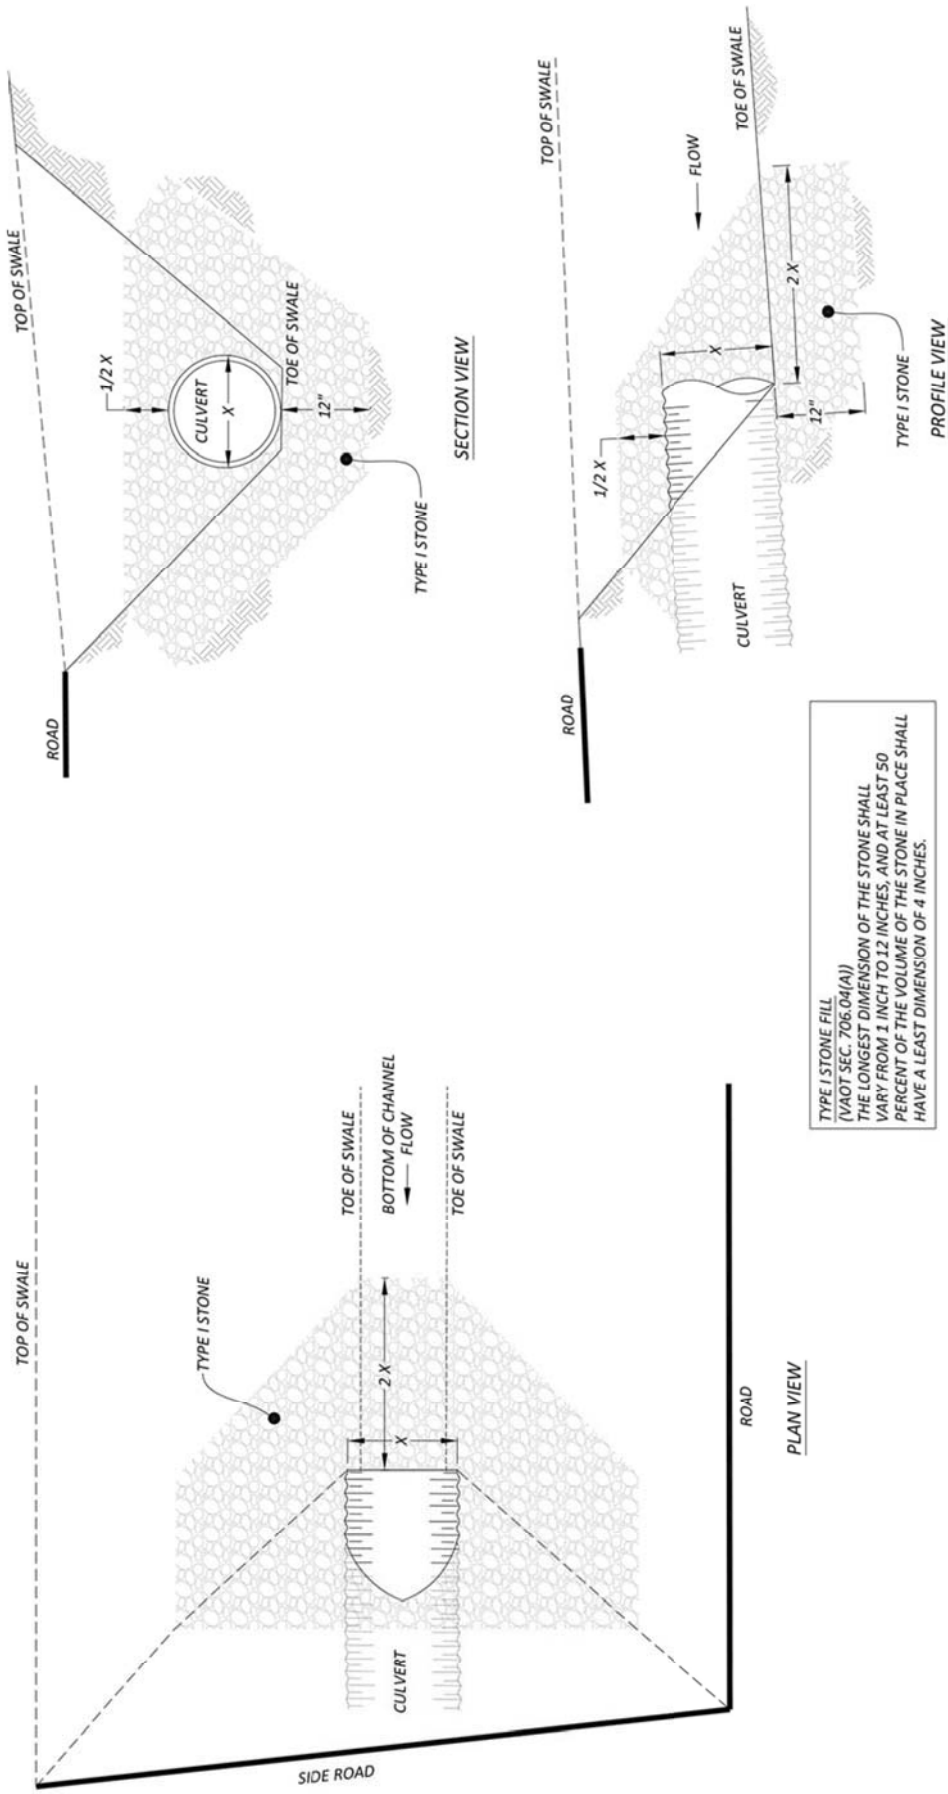 TOP OF SWALE
TYPE I STONE
TOE OF SWALE
BOTTOM OF CHANNEL
FLOW
TOE OF SWALE
2 X
X
CULVERT
SIDE ROAD
ROAD
PLAN VIEW
TOP OF SWALE
1/2 X
ROAD
CULVERT
X
TOE OF SWALE
12"
TYPE I STONE
SECTION VIEW
TOP OF SWALE
TOE OF SWALE
FLOW
ROAD
1/2 X
X
2 X
CULVERT
12"
TYPE I STONE
PROFILE VIEW
TYPE I STONE FILL
(VAOT SEC. 706.04(A))
THE LONGEST DIMENSION OF THE STONE SHALL
VARY FROM 1 INCH TO 12 INCHES, AND AT LEAST 50
PERCENT OF THE VOLUME OF THE STONE IN PLACE SHALL
HAVE A LEAST DIMENSION OF 4 INCHES.